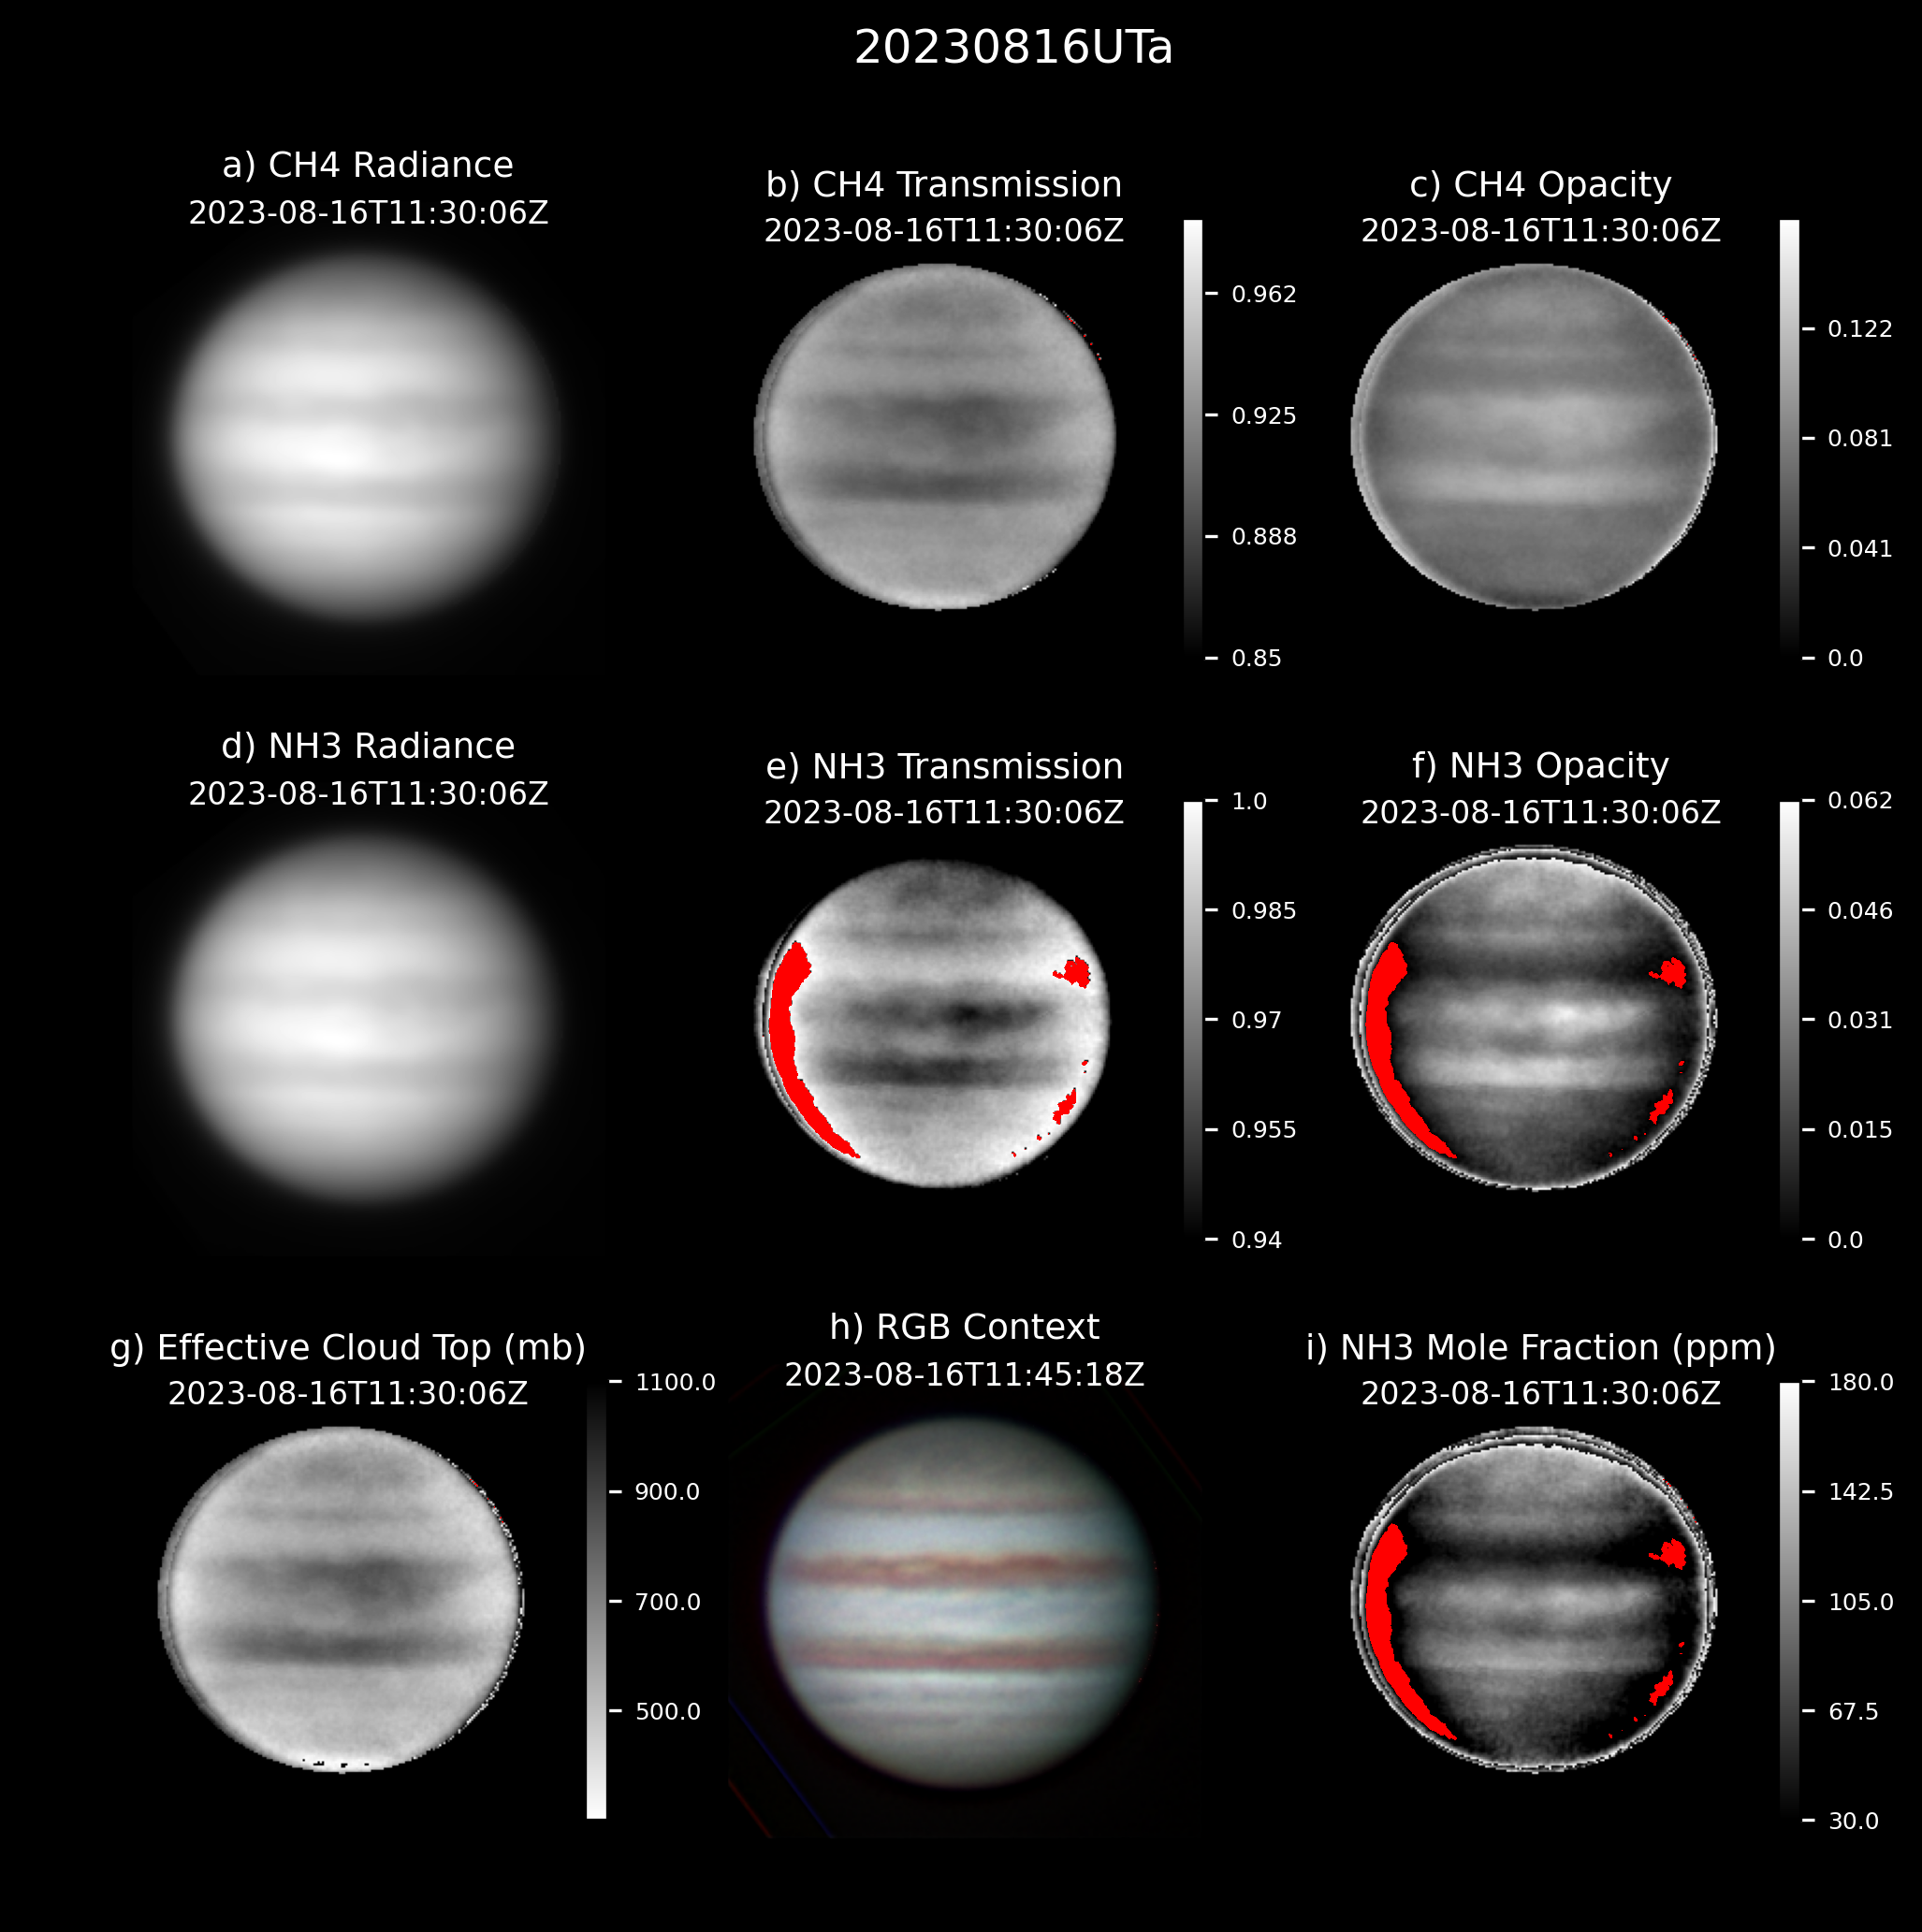 20230816UTa
a) CH4 Radiance
2023-08-16T11:30:06Z
b) CH4 Transmission
2023-08-16T11:30:06Z
0.962
0.925
0.888
0.85
c) CH4 Opacity
2023-08-16T11:30:06Z
0.122
0.081
0.041
0.0
d) NH3 Radiance
2023-08-16T11:30:06Z
e) NH3 Transmission
2023-08-16T11:30:06Z
1.0
0.985
0.97
0.955
0.94
f) NH3 Opacity
2023-08-16T11:30:06Z
0.062
0.046
0.031
0.015
0.0
g) Effective Cloud Top (mb)
2023-08-16T11:30:06Z
1100.0
900.0
700.0
500.0
h) RGB Context
2023-08-16T11:45:18Z
i) NH3 Mole Fraction (ppm)
2023-08-16T11:30:06Z
180.0
142.5
105.0
67.5
30.0